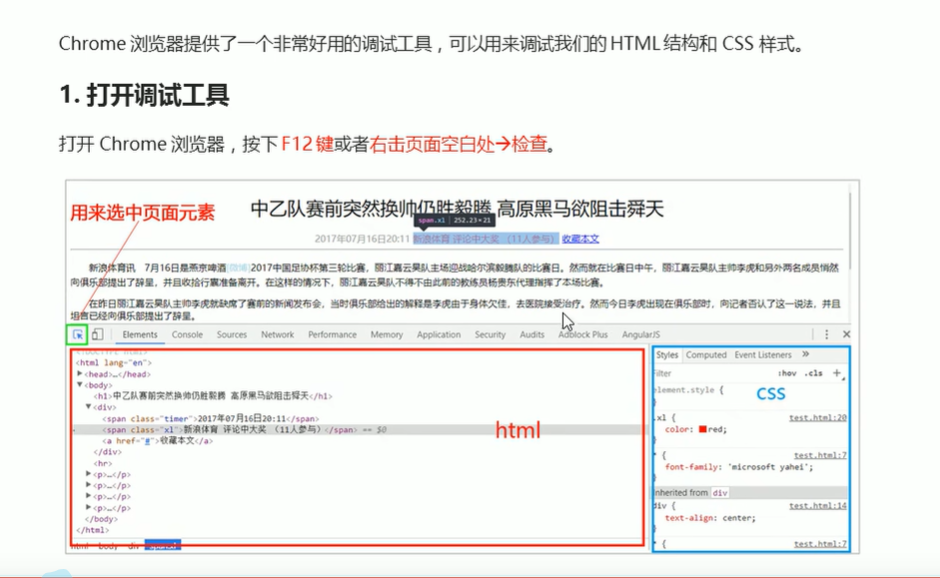 Chrome 浏览器提供了一个非常好用的调试工具，可以用来调试我们的 HTML结构和 CSS 样式。
1. 打开调试工具
打开 Chrome 浏览器，按下 F12 键或者右击页面空白处→检查。
用来选中页面元素
中乙队赛前突然换帅仍胜毅腾 高原黑马欲阻击舜天
span.xl 252.23×21
2017年07月16日20:11 新浪体育 评论中大奖 （11人参与） 收藏本文
新浪体育讯 7月16日是燕京啤酒[微博]2017中国足协杯第三轮比赛，丽江嘉云昊队主场迎战哈尔滨毅腾队的比赛日。然而就在比赛日中午，丽江嘉云昊队主帅李虎和另外两名成员悄然
向俱乐部提出了辞呈，并且收拾行囊准备离开。在这样的情况下，丽江嘉云昊队不得不由此前的教练员杨贵东代理指挥了本场比赛。
在昨日丽江嘉云昊队主帅李虎就缺席了赛前的新闻发布会，当时俱乐部给出的解释是李虎由于身体欠佳，去医院接受治疗。然而今日李虎出现在俱乐部时，向记者否认了这一说法，并且
坦言已经向俱乐部提出了辞呈。
Elements Console Sources Network Performance Memory Application Security Audits Adblock Plus AngularJS
<!doctype html>
<html lang="en">
<head>…</head>
<body>
<h1>中乙队赛前突然换帅仍胜毅腾 高原黑马欲阻击舜天</h1>
<div>
<span class="timer">2017年07月16日20:11</span>
<span class="xl">新浪体育 评论中大奖 （11人参与）</span> == $0
<a href="#">收藏本文</a>
</div>
<hr>
<p>…</p>
<p>…</p>
<p>…</p>
<p>…</p>
</body>
</html>
html
html body div
Styles Computed Event Listeners »
Filter :hov .cls +
element.style {
CSS
.xl { test.html:20
color: red;
}
* { test.html:7
font-family: 'microsoft yahei';
}
Inherited from div
div { test.html:14
text-align: center;
}
* { test.html:7